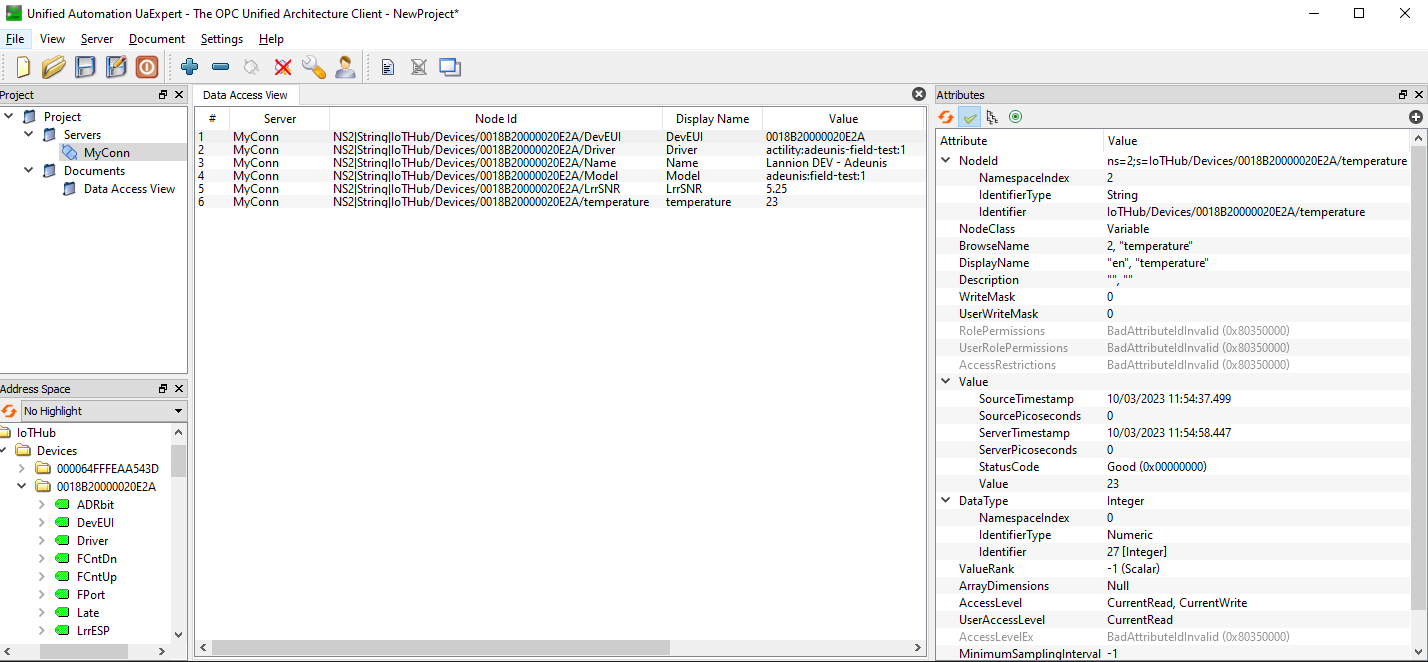 Unified Automation UaExpert - The OPC Unified Architecture Client - NewProject*
File View Server Document Settings Help
Project
Project
Servers
MyConn
Documents
Data Access View
Address Space
No Highlight
IoTHub
Devices
000064FFFEAA543D
0018B20000020E2A
ADRbit
DevEUI
Driver
FCntDn
FCntUp
FPort
Late
LrrESP
Data Access View
# Server Node Id Display Name Value
1 MyConn NS2|String|IoTHub/Devices/0018B20000020E2A/DevEUI DevEUI 0018B20000020E2A
2 MyConn NS2|String|IoTHub/Devices/0018B20000020E2A/Driver Driver actility:adeunis-field-test:1
3 MyConn NS2|String|IoTHub/Devices/0018B20000020E2A/Name Name Lannion DEV - Adeunis
4 MyConn NS2|String|IoTHub/Devices/0018B20000020E2A/Model Model adeunis:field-test:1
5 MyConn NS2|String|IoTHub/Devices/0018B20000020E2A/LrrSNR LrrSNR 5.25
6 MyConn NS2|String|IoTHub/Devices/0018B20000020E2A/temperature temperature 23
Attributes
Attribute Value
NodeId ns=2;s=IoTHub/Devices/0018B20000020E2A/temperature
NamespaceIndex 2
IdentifierType String
Identifier IoTHub/Devices/0018B20000020E2A/temperature
NodeClass Variable
BrowseName 2, "temperature"
DisplayName "en", "temperature"
Description "", ""
WriteMask 0
UserWriteMask 0
RolePermissions BadAttributeIdInvalid (0x80350000)
UserRolePermissions BadAttributeIdInvalid (0x80350000)
AccessRestrictions BadAttributeIdInvalid (0x80350000)
Value
SourceTimestamp 10/03/2023 11:54:37.499
SourcePicoseconds 0
ServerTimestamp 10/03/2023 11:54:58.447
ServerPicoseconds 0
StatusCode Good (0x00000000)
Value 23
DataType Integer
NamespaceIndex 0
IdentifierType Numeric
Identifier 27 [Integer]
ValueRank -1 (Scalar)
ArrayDimensions Null
AccessLevel CurrentRead, CurrentWrite
UserAccessLevel CurrentRead
AccessLevelEx BadAttributeIdInvalid (0x80350000)
MinimumSamplingInterval -1